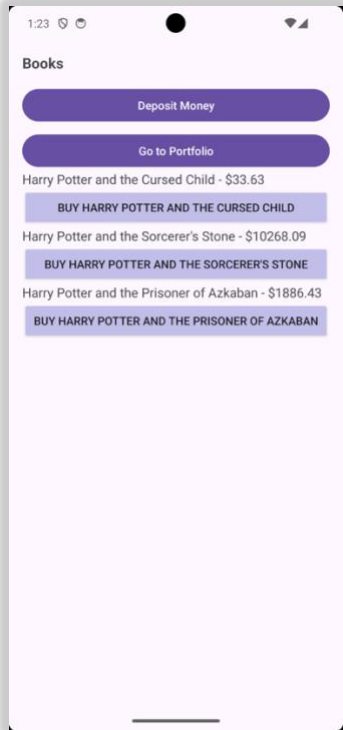 1:23
Books
Deposit Money
Go to Portfolio
Harry Potter and the Cursed Child - $33.63
BUY HARRY POTTER AND THE CURSED CHILD
Harry Potter and the Sorcerer's Stone - $10268.09
BUY HARRY POTTER AND THE SORCERER'S STONE
Harry Potter and the Prisoner of Azkaban - $1886.43
BUY HARRY POTTER AND THE PRISONER OF AZKABAN